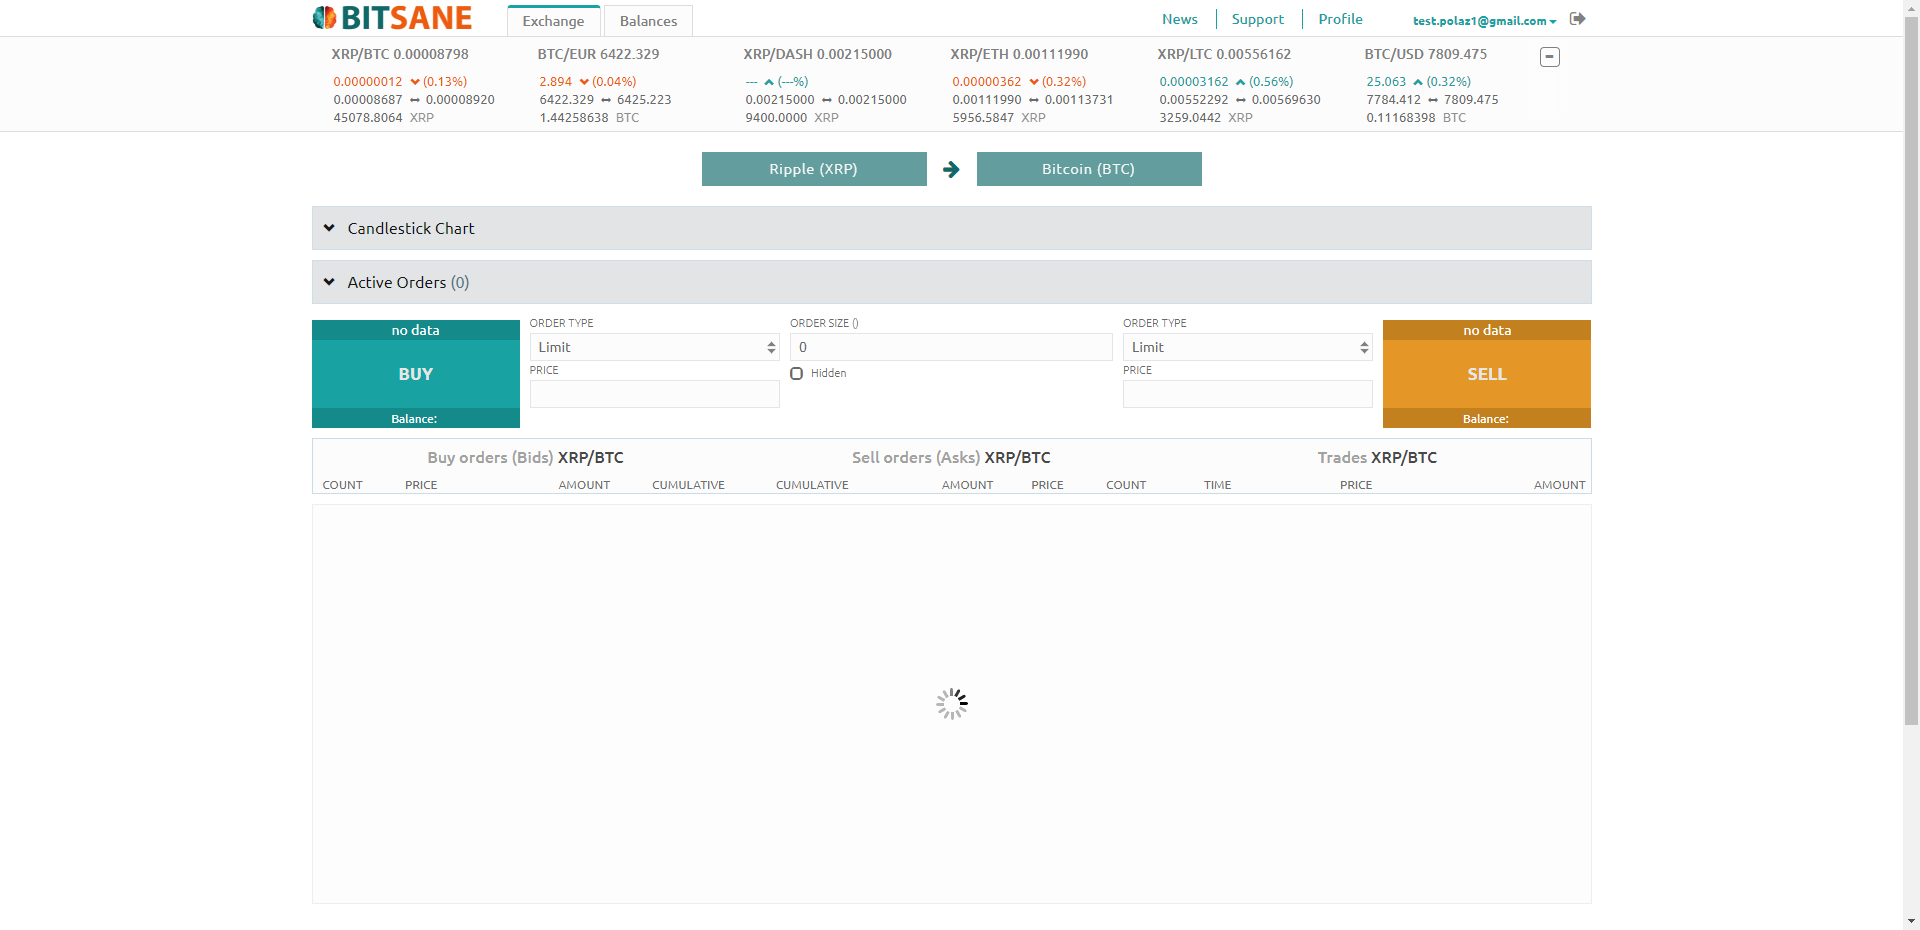 BITSANE Exchange Balances News Support Profile test.polaz1@gmail.com
XRP/BTC 0.00008798 BTC/EUR 6422.329 XRP/DASH 0.00215000 XRP/ETH 0.00111990 XRP/LTC 0.00556162 BTC/USD 7809.475
0.00000012 (0.13%) 2.894 (0.04%) --- (---%) 0.00000362 (0.32%) 0.00003162 (0.56%) 25.063 (0.32%)
0.00008687 ↔ 0.00008920 6422.329 ↔ 6425.223 0.00215000 ↔ 0.00215000 0.00111990 ↔ 0.00113731 0.00552292 ↔ 0.00569630 7784.412 ↔ 7809.475
45078.8064 XRP 1.44258638 BTC 9400.0000 XRP 5956.5847 XRP 3259.0442 XRP 0.11168398 BTC
Ripple (XRP) → Bitcoin (BTC)
Candlestick Chart
Active Orders (0)
no data ORDER TYPE ORDER SIZE () ORDER TYPE no data
Limit 0 Limit
BUY PRICE Hidden PRICE SELL
Balance: Balance:
Buy orders (Bids) XRP/BTC Sell orders (Asks) XRP/BTC Trades XRP/BTC
COUNT PRICE AMOUNT CUMULATIVE CUMULATIVE AMOUNT PRICE COUNT TIME PRICE AMOUNT